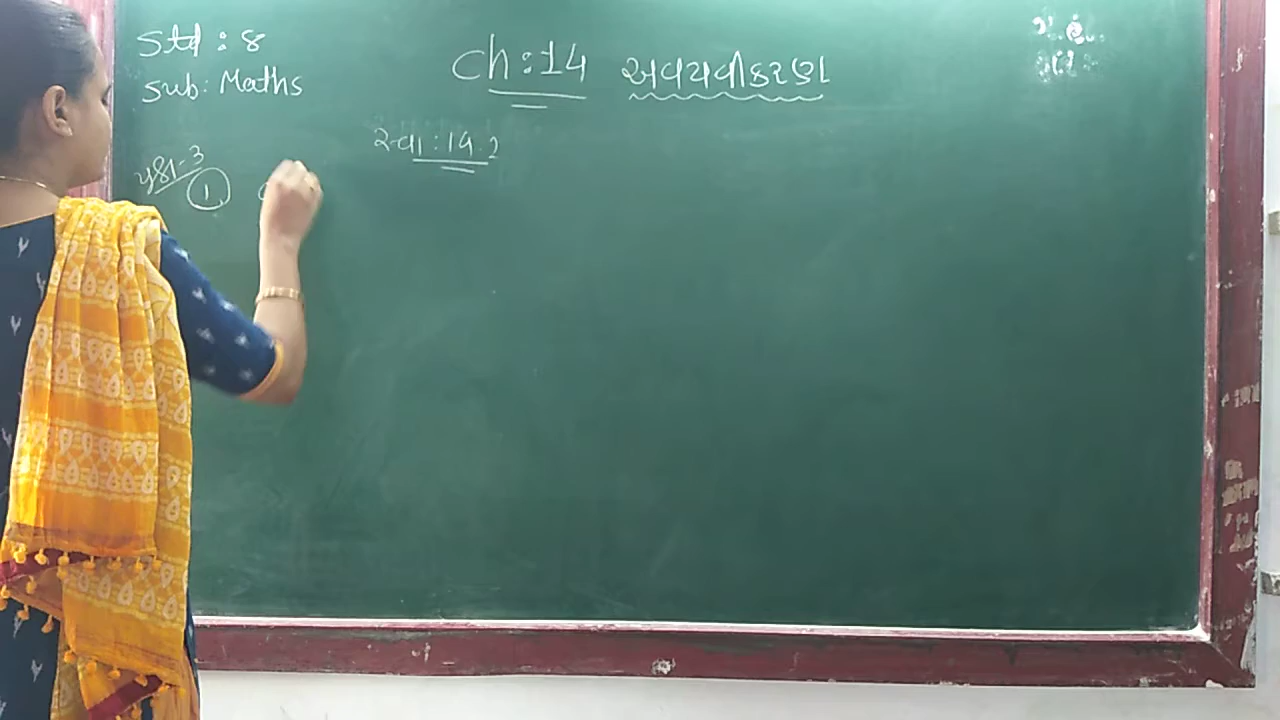 Std : 8
Sub: Maths
Ch : 14 અવયવીકરણ
સ્વા : 14.2
પ્રશ્ન-3
1